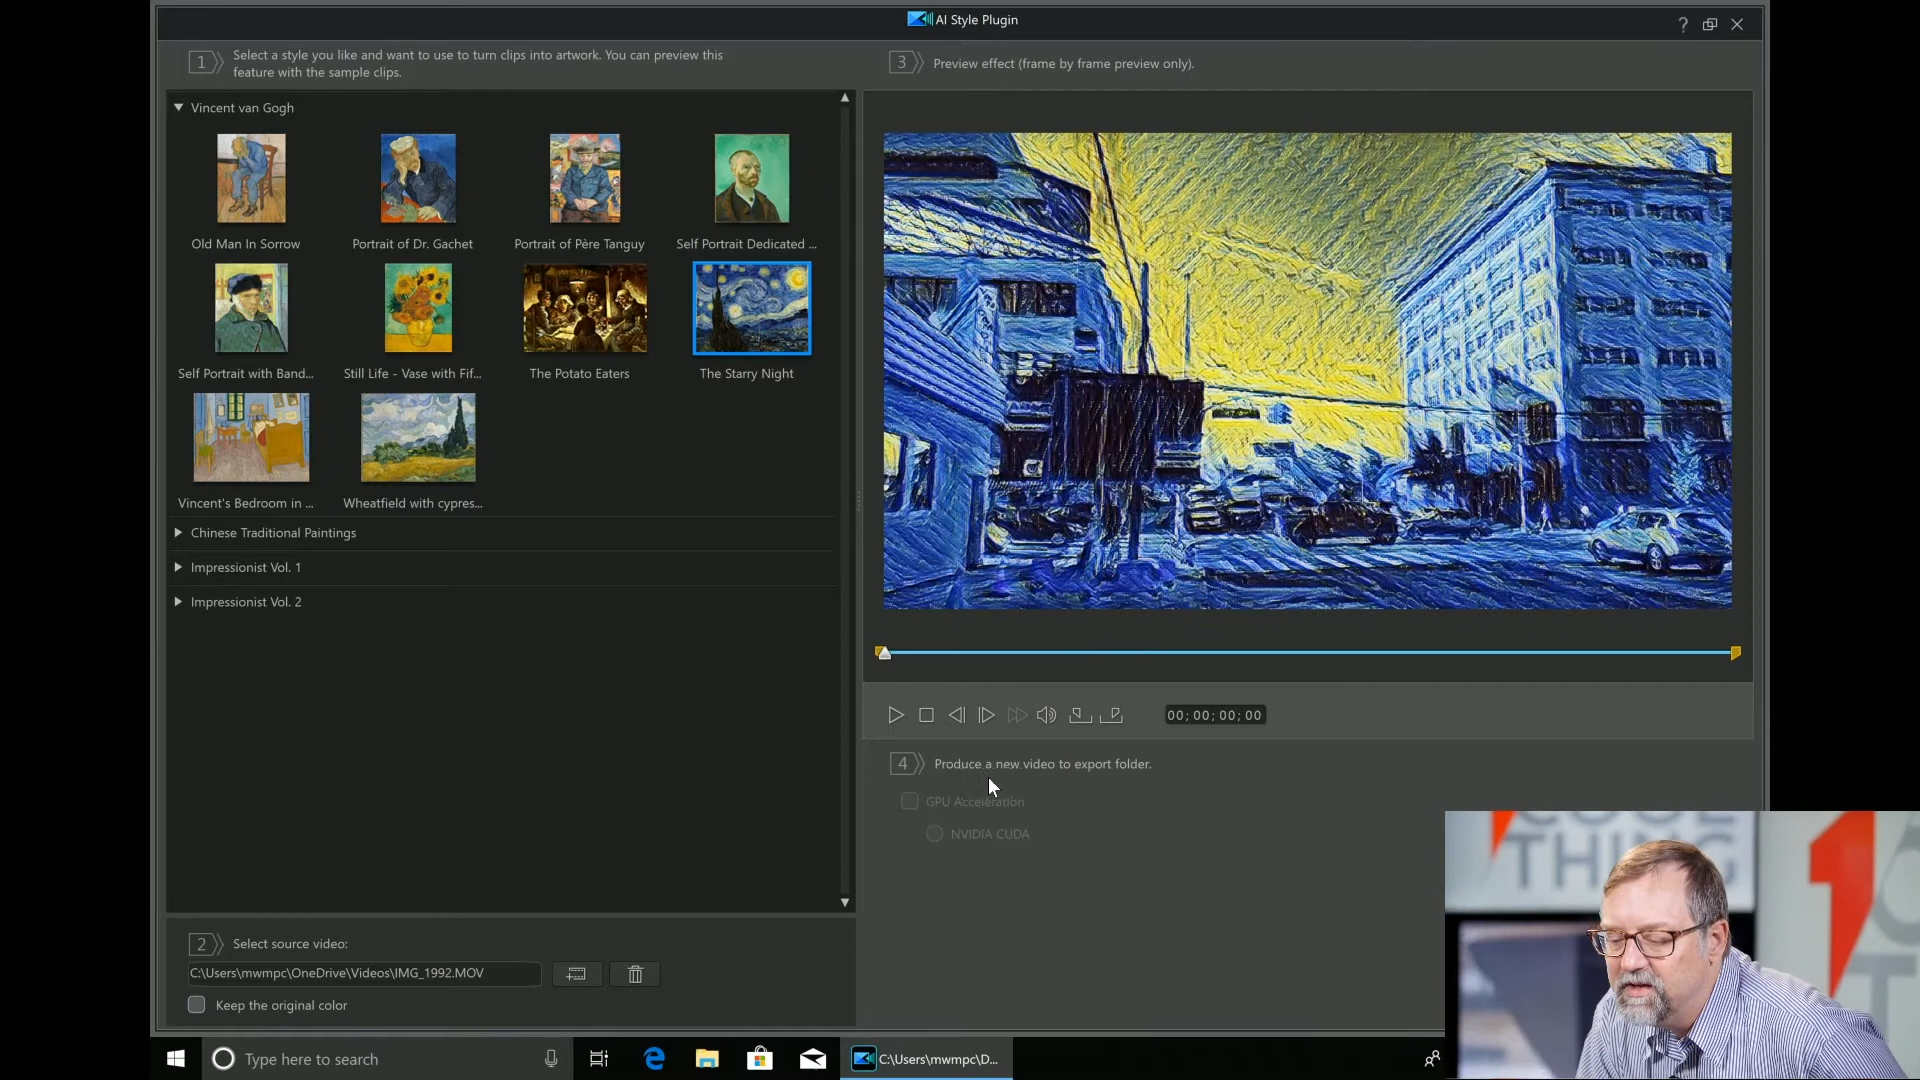 AI Style Plugin
?
1
Select a style you like and want to use to turn clips into artwork. You can preview this
feature with the sample clips.
3
Preview effect (frame by frame preview only).
Vincent van Gogh
Old Man In Sorrow
Portrait of Dr. Gachet
Portrait of Père Tanguy
Self Portrait Dedicated ...
Self Portrait with Band...
Still Life - Vase with Fif...
The Potato Eaters
The Starry Night
Vincent's Bedroom in ...
Wheatfield with cypres...
Chinese Traditional Paintings
Impressionist Vol. 1
Impressionist Vol. 2
00;00;00;00
4
Produce a new video to export folder.
GPU Acceleration
NVIDIA CUDA
2
Select source video:
C:\Users\mwmpc\OneDrive\Videos\IMG_1992.MOV
Keep the original color
COOL
THING
1
Type here to search
C:\Users\mwmpc\D...